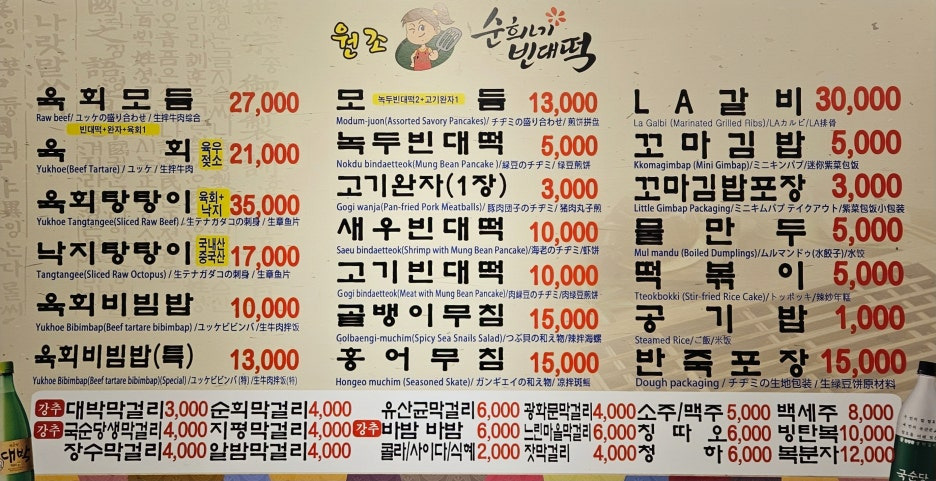 원조
순희네
빈대떡
육회모듬 27,000
Raw beef/ ユッケの盛り合わせ / 生拌牛肉综合
빈대떡+완자+육회1
육회 육우 젖소 21,000
Yukhoe(Beef Tartare) / ユッケ / 生拌牛肉
육회탕탕이 육회+낙지 35,000
Yukhoe Tangtangee(Sliced Raw Beef) / 生テナガダコの刺身 / 生章鱼片
낙지탕탕이 국내산 중국산 17,000
Tangtangee(Sliced Raw Octopus) / 生テナガダコの刺身 / 生章鱼片
육회비빔밥 10,000
Yukhoe Bibimbap(Beef tartare bibimbap) /ユッケビビンバ / 生牛肉拌饭
육회비빔밥(특) 13,000
Yukhoe Bibimbap(Beef tartare bibimbap)(Special) / ユッケビビンバ (特) / 生牛肉拌饭(特)
모듬 녹두빈대떡2+고기완자1 13,000
Modum-juon(Assorted Savory Pancakes) / チヂミの盛り合わせ/ 煎饼拼盘
녹두빈대떡 5,000
Nokdu bindaetteok(Mung Bean Pancake) / 緑豆のチヂミ/ 绿豆煎饼
고기완자(1장) 3,000
Gogi wanja(Pan-fried Pork Meatballs) / 豚肉団子のチヂミ/ 猪肉丸子煎
새우빈대떡 10,000
Saeu bindaetteok(Shrimp with Mung Bean Pancake)/海老のチヂミ/虾饼
고기빈대떡 10,000
Gogi bindaetteok(Meat with Mung Bean Pancake)/肉緑豆のチヂミ/肉绿豆煎饼
골뱅이무침 15,000
Golbaengi-muchim(Spicy Sea Snails Salad)/つぶ貝の和え物/辣拌海螺
홍어무침 15,000
Hongeo muchim (Seasoned Skate) / ガンギエイの和え物/ 凉拌斑鳐
LA갈비 30,000
La Galbi (Marinated Grilled Ribs)/LAカルビ/LA排骨
꼬마김밥 5,000
Kkomagimbap (Mini Gimbap)/ミニキンパプ/迷你紫菜包饭
꼬마김밥포장 3,000
Little Gimbap Packaging/ミニキムパプ テイクアウト/紫菜包饭小包装
물만두 5,000
Mul mandu (Boiled Dumplings)/ムルマンドゥ(水餃子)/水饺
떡볶이 5,000
Tteokbokki (Stir-fried Rice Cake)/トッポッキ/辣炒年糕
공기밥 1,000
Steamed Rice/ご飯/米饭
반죽포장 15,000
Dough packaging / チヂミの生地包装 / 生绿豆饼原材料
강추 대박막걸리 3,000 순희막걸리 4,000 유산균막걸리 6,000 광화문막걸리 4,000 소주/맥주 5,000 백세주 8,000
강추 국순당생막걸리 4,000 지평막걸리 4,000 강추 바밤바밤 6,000 느린마을막걸리 6,000 칭따오 6,000 빙탄복 10,000
장수막걸리 4,000 알밤막걸리 4,000 콜라/사이다/식혜 2,000 잣막걸리 4,000 청하 6,000 복분자 12,000
대박
국순당